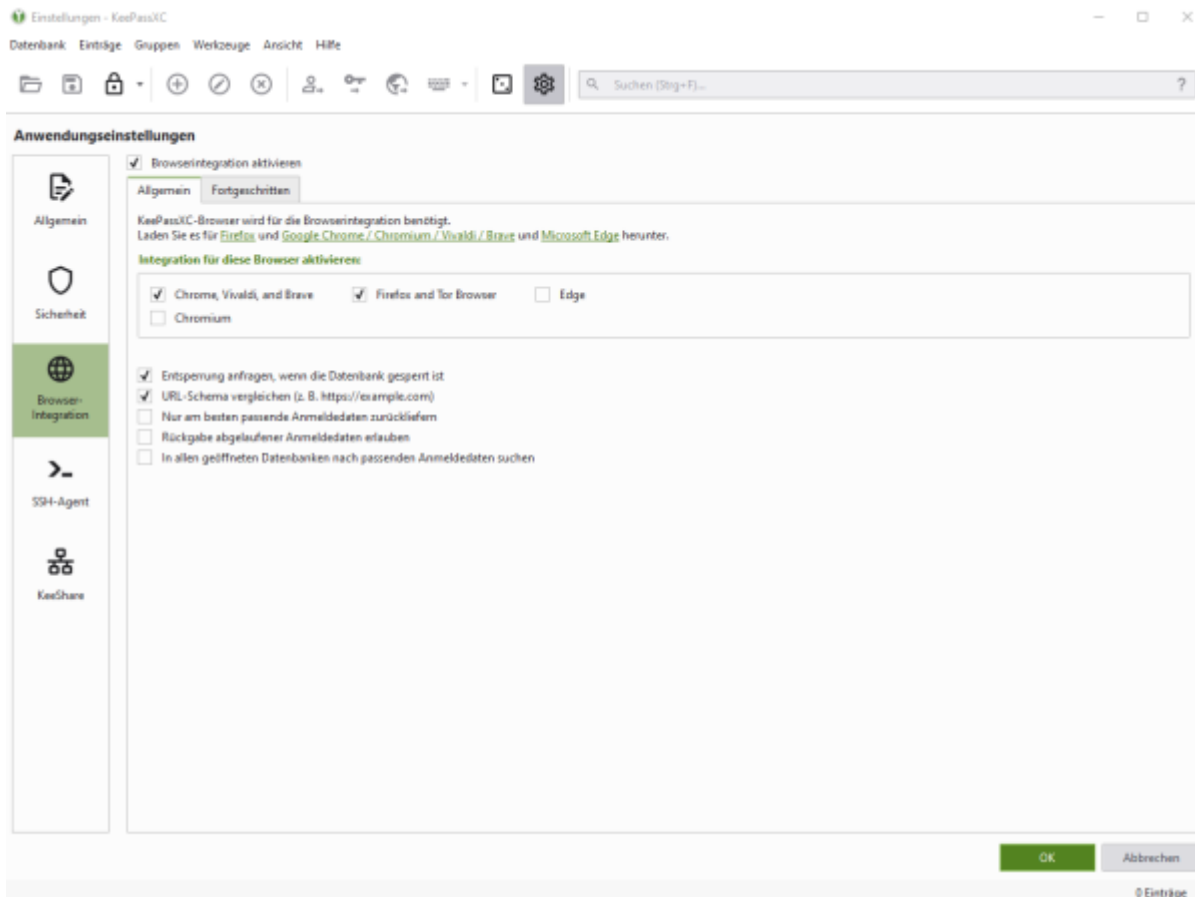 Einstellungen - KeePassXC
Datenbank Einträge Gruppen Werkzeuge Ansicht Hilfe
Suchen (Strg+F)... ?
Anwendungseinstellungen
Allgemein
Sicherheit
Browser-
Integration
SSH-Agent
KeeShare
Browserintegration aktivieren
Allgemein Fortgeschritten
KeePassXC-Browser wird für die Browserintegration benötigt.
Laden Sie es für Firefox und Google Chrome / Chromium / Vivaldi / Brave und Microsoft Edge herunter.
Integration für diese Browser aktivieren:
Chrome, Vivaldi, and Brave Firefox and Tor Browser Edge
Chromium
Entsperrung anfragen, wenn die Datenbank gesperrt ist
URL-Schema vergleichen (z. B. https://example.com)
Nur am besten passende Anmeldedaten zurückliefern
Rückgabe abgelaufener Anmeldedaten erlauben
In allen geöffneten Datenbanken nach passenden Anmeldedaten suchen
OK Abbrechen
0 Einträge